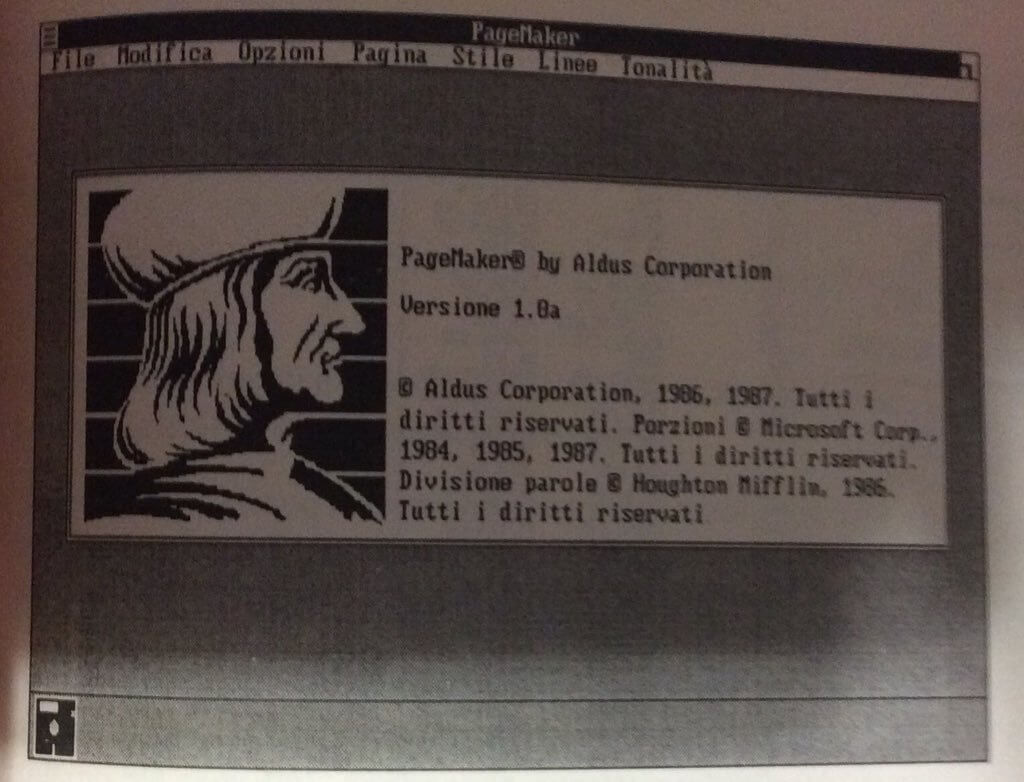 PageMaker
File Modifica Opzioni Pagina Stile Linee Tonalità
PageMaker® by Aldus Corporation
Versione 1.0a
© Aldus Corporation, 1986, 1987. Tutti i
diritti riservati. Porzioni © Microsoft Corp.,
1984, 1985, 1987. Tutti i diritti riservati.
Divisione parole © Houghton Mifflin, 1986.
Tutti i diritti riservati